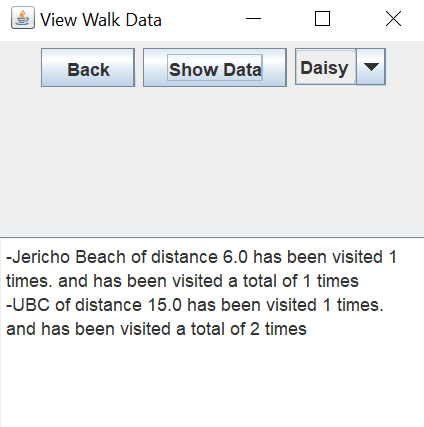 View Walk Data
Back
Show Data
Daisy
-Jericho Beach of distance 6.0 has been visited 1
times. and has been visited a total of 1 times
-UBC of distance 15.0 has been visited 1 times.
and has been visited a total of 2 times